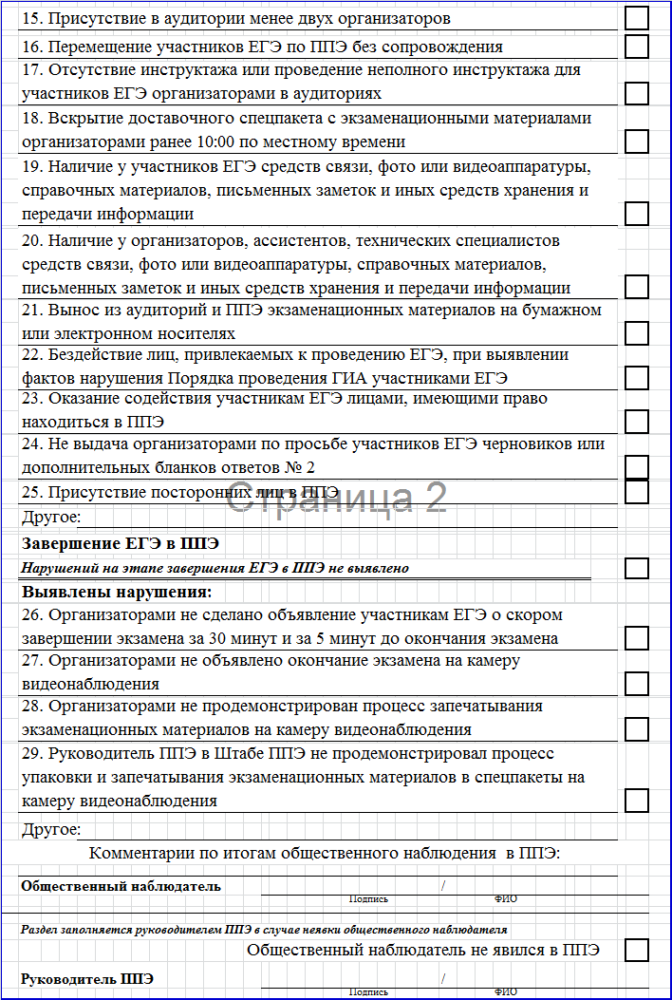 15. Присутствие в аудитории менее двух организаторов
16. Перемещение участников ЕГЭ по ППЭ без сопровождения
17. Отсутствие инструктажа или проведение неполного инструктажа для
участников ЕГЭ организаторами в аудиториях
18. Вскрытие доставочного спецпакета с экзаменационными материалами
организаторами ранее 10:00 по местному времени
19. Наличие у участников ЕГЭ средств связи, фото или видеоаппаратуры,
справочных материалов, письменных заметок и иных средств хранения и
передачи информации
20. Наличие у организаторов, ассистентов, технических специалистов
средств связи, фото или видеоаппаратуры, справочных материалов,
письменных заметок и иных средств хранения и передачи информации
21. Вынос из аудиторий и ППЭ экзаменационных материалов на бумажном
или электронном носителях
22. Бездействие лиц, привлекаемых к проведению ЕГЭ, при выявлении
фактов нарушения Порядка проведения ГИА участниками ЕГЭ
23. Оказание содействия участникам ЕГЭ лицами, имеющими право
находиться в ППЭ
24. Не выдача организаторами по просьбе участников ЕГЭ черновиков или
дополнительных бланков ответов № 2
25. Присутствие посторонних лиц в ППЭ
Страница 2
Другое:
Завершение ЕГЭ в ППЭ
Нарушений на этапе завершения ЕГЭ в ППЭ не выявлено
Выявлены нарушения:
26. Организаторами не сделано объявление участникам ЕГЭ о скором
завершении экзамена за 30 минут и за 5 минут до окончания экзамена
27. Организаторами не объявлено окончание экзамена на камеру
видеонаблюдения
28. Организаторами не продемонстрирован процесс запечатывания
экзаменационных материалов на камеру видеонаблюдения
29. Руководитель ППЭ в Штабе ППЭ не продемонстрировал процесс
упаковки и запечатывания экзаменационных материалов в спецпакеты на
камеру видеонаблюдения
Другое:
Комментарии по итогам общественного наблюдения в ППЭ:
Общественный наблюдатель /
Подпись ФИО
Раздел заполняется руководителем ППЭ в случае неявки общественного наблюдателя
Общественный наблюдатель не явился в ППЭ
Руководитель ППЭ /
Подпись ФИО